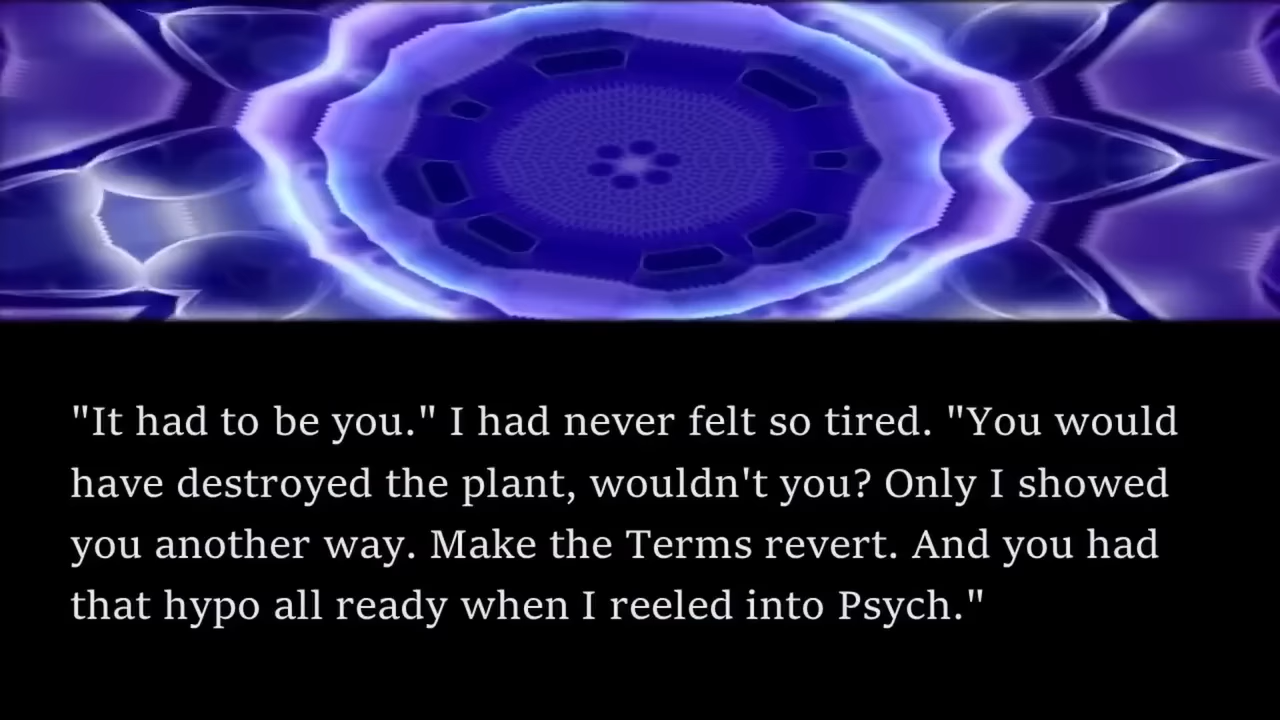 "It had to be you." I had never felt so tired. "You would
have destroyed the plant, wouldn't you? Only I showed
you another way. Make the Terms revert. And you had
that hypo all ready when I reeled into Psych."